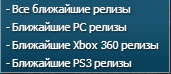 - Все ближайшие релизы
- Ближайшие PC релизы
- Ближайшие Xbox 360 релизы
- Ближайшие PS3 релизы